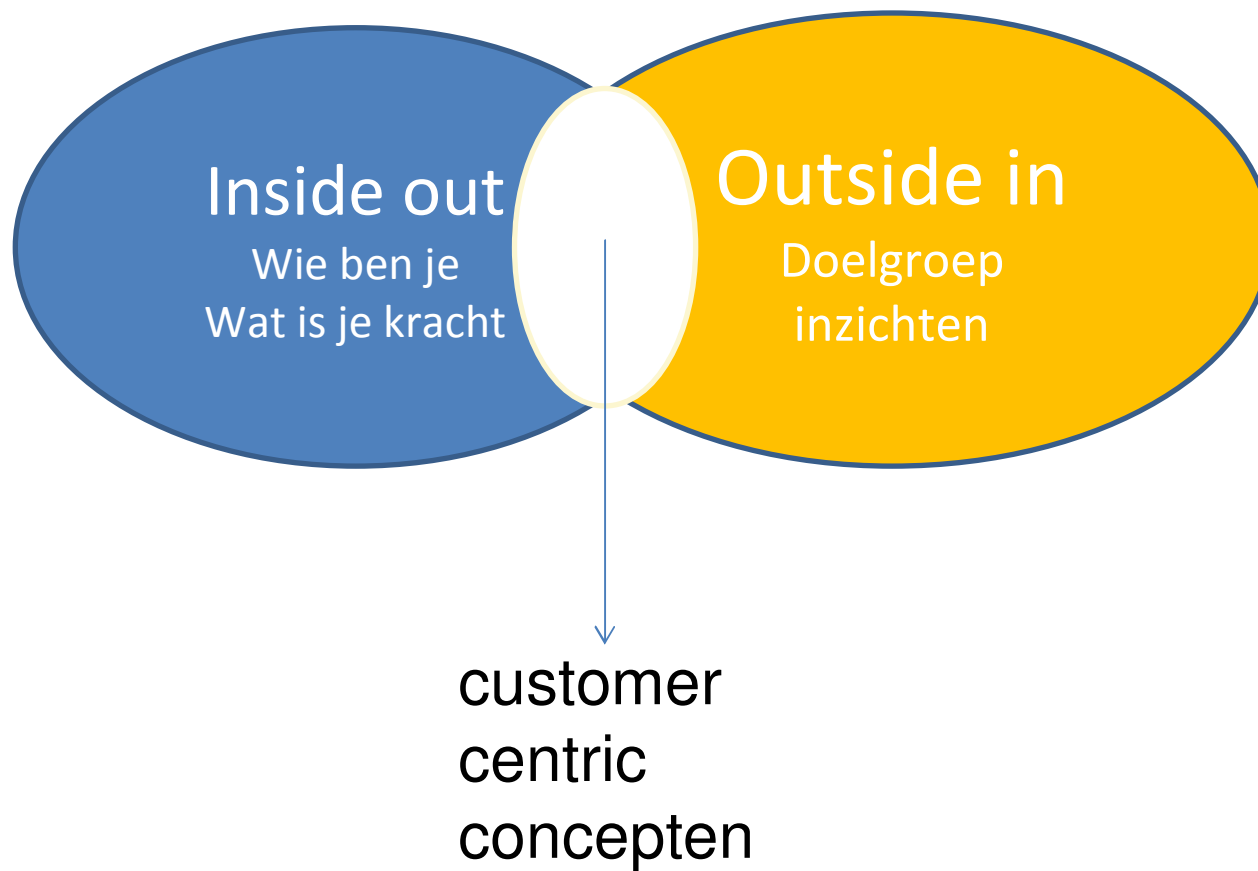 Inside out
Wie ben je
Wat is je kracht
Outside in
Doelgroep
inzichten
customer
centric
concepten